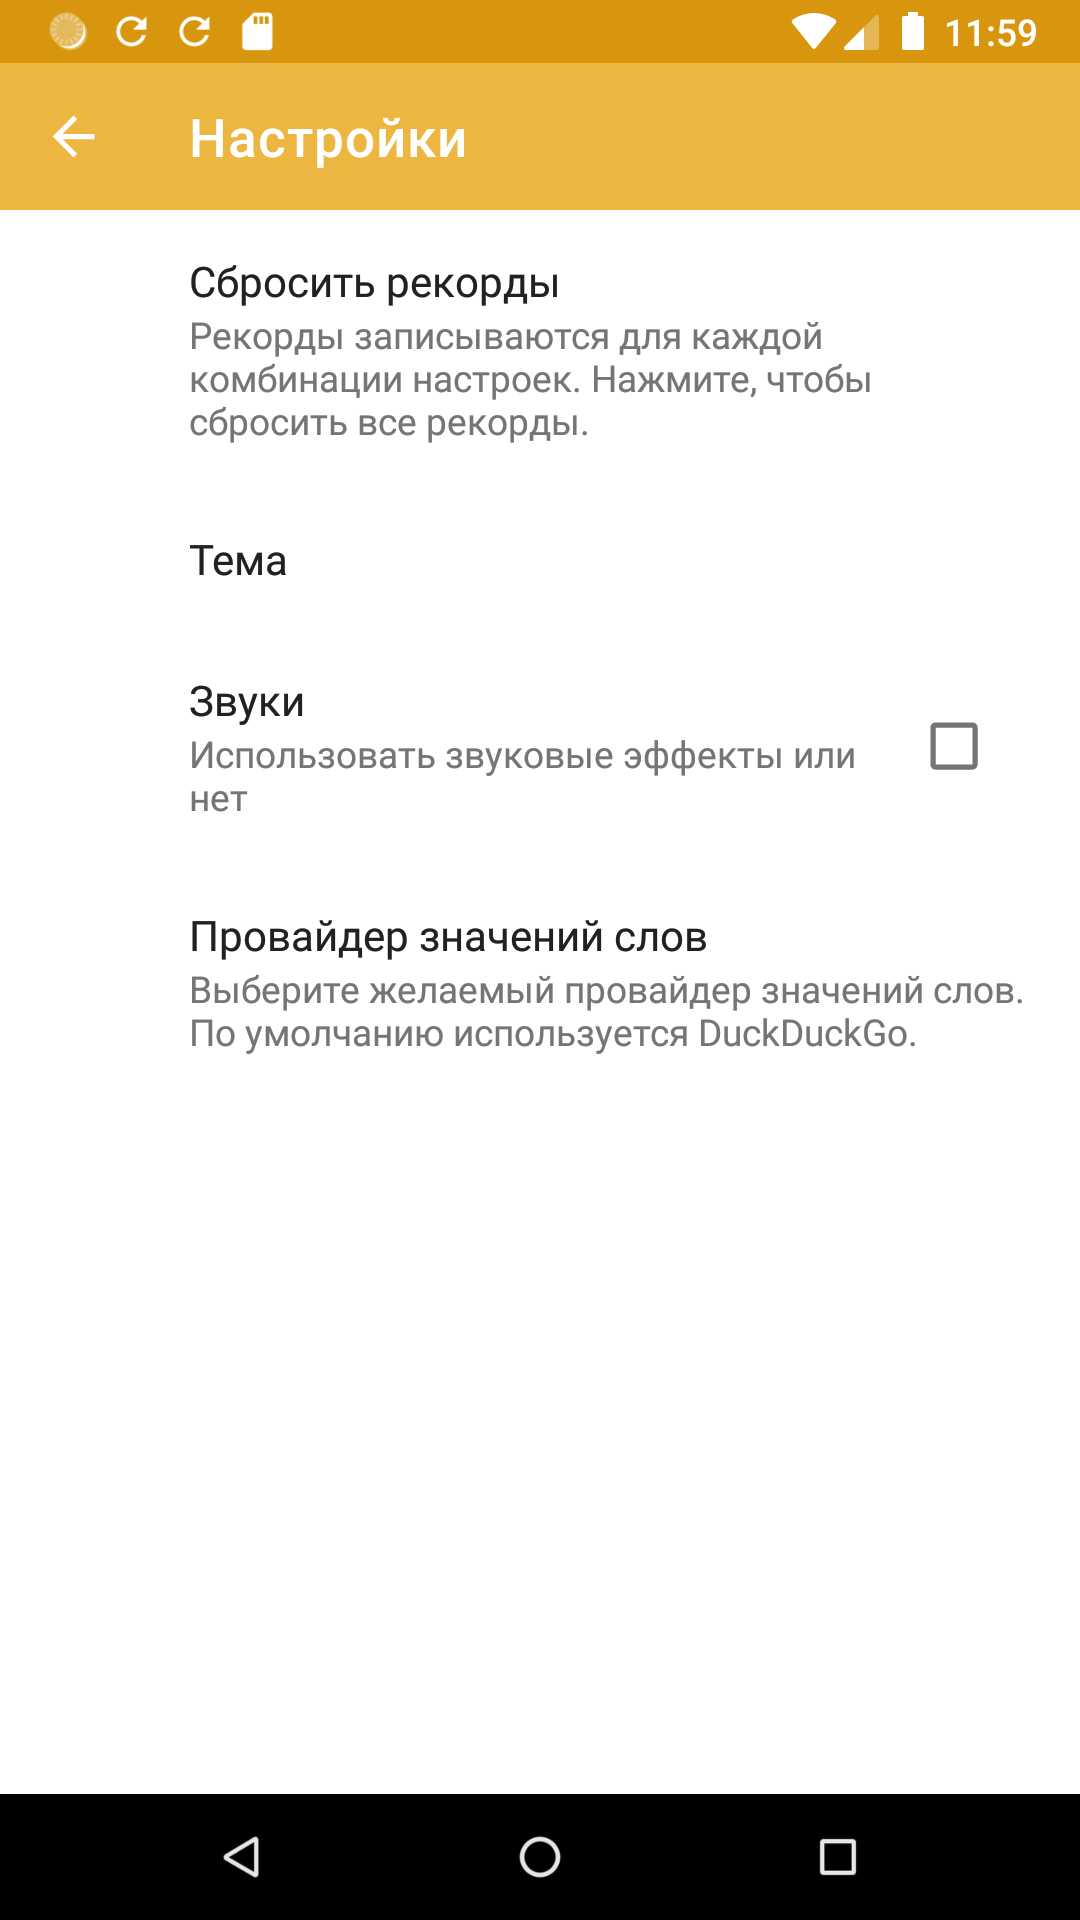 11:59
Настройки
Сбросить рекорды
Рекорды записываются для каждой
комбинации настроек. Нажмите, чтобы
сбросить все рекорды.
Тема
Звуки
Использовать звуковые эффекты или
нет
Провайдер значений слов
Выберите желаемый провайдер значений слов.
По умолчанию используется DuckDuckGo.